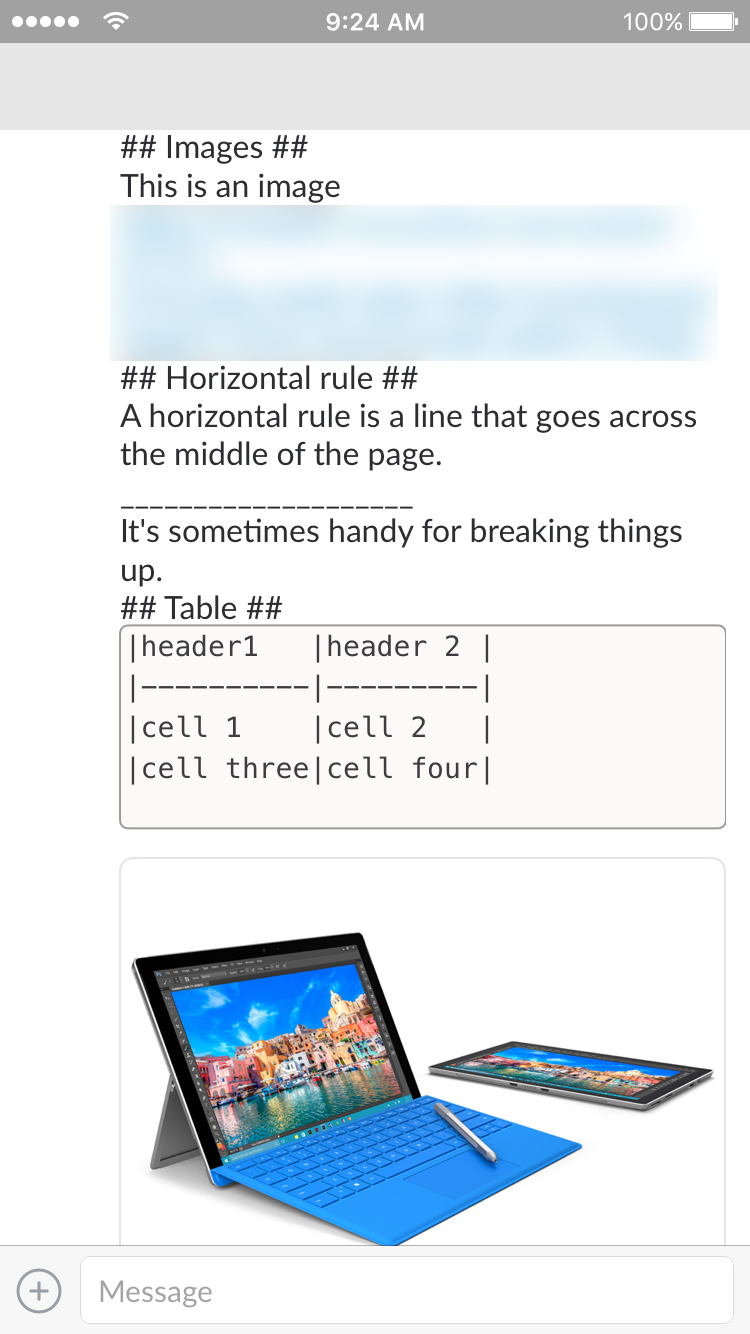 9:24 AM
100%
## Images ##
This is an image
## Horizontal rule ##
A horizontal rule is a line that goes across
the middle of the page.
____________________
It's sometimes handy for breaking things
up.
## Table ##
|header1   |header 2 |
|----------|---------|
|cell 1    |cell 2   |
|cell three|cell four|
Message